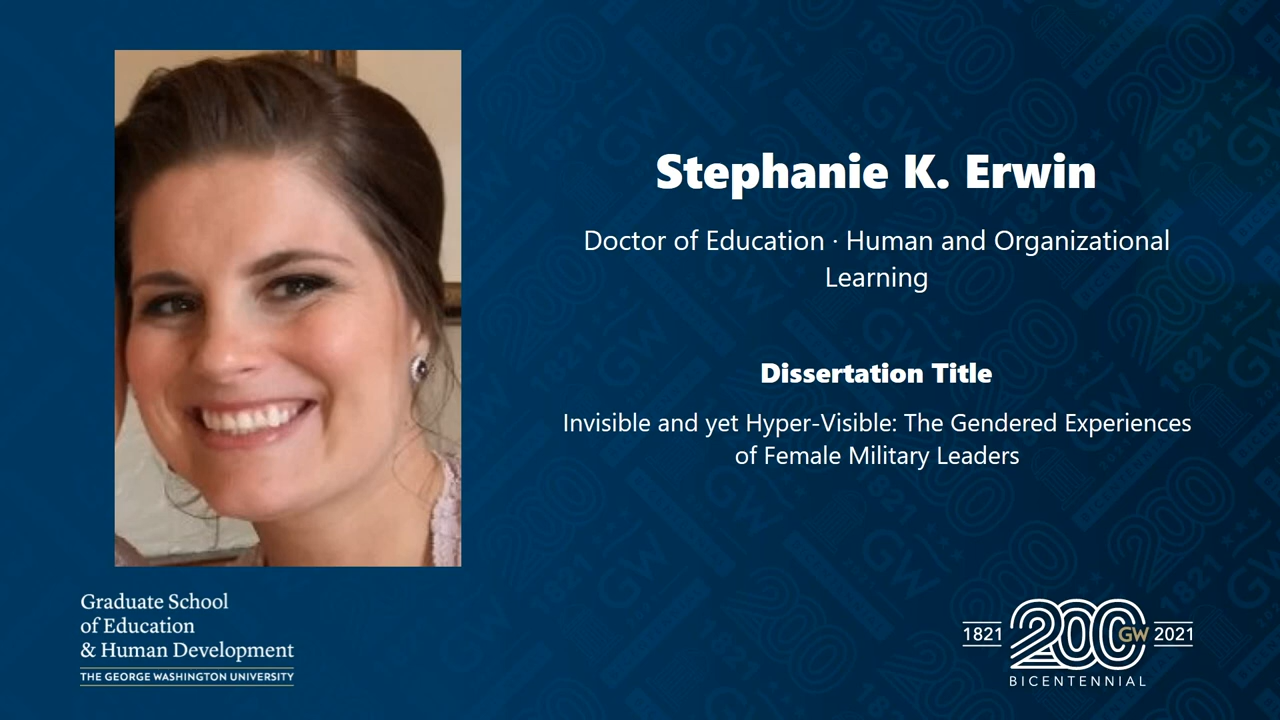 Stephanie K. Erwin
Doctor of Education · Human and Organizational
Learning
Dissertation Title
Invisible and yet Hyper-Visible: The Gendered Experiences
of Female Military Leaders
Graduate School
of Education
& Human Development
THE GEORGE WASHINGTON UNIVERSITY
1821 200 GW 2021
BICENTENNIAL